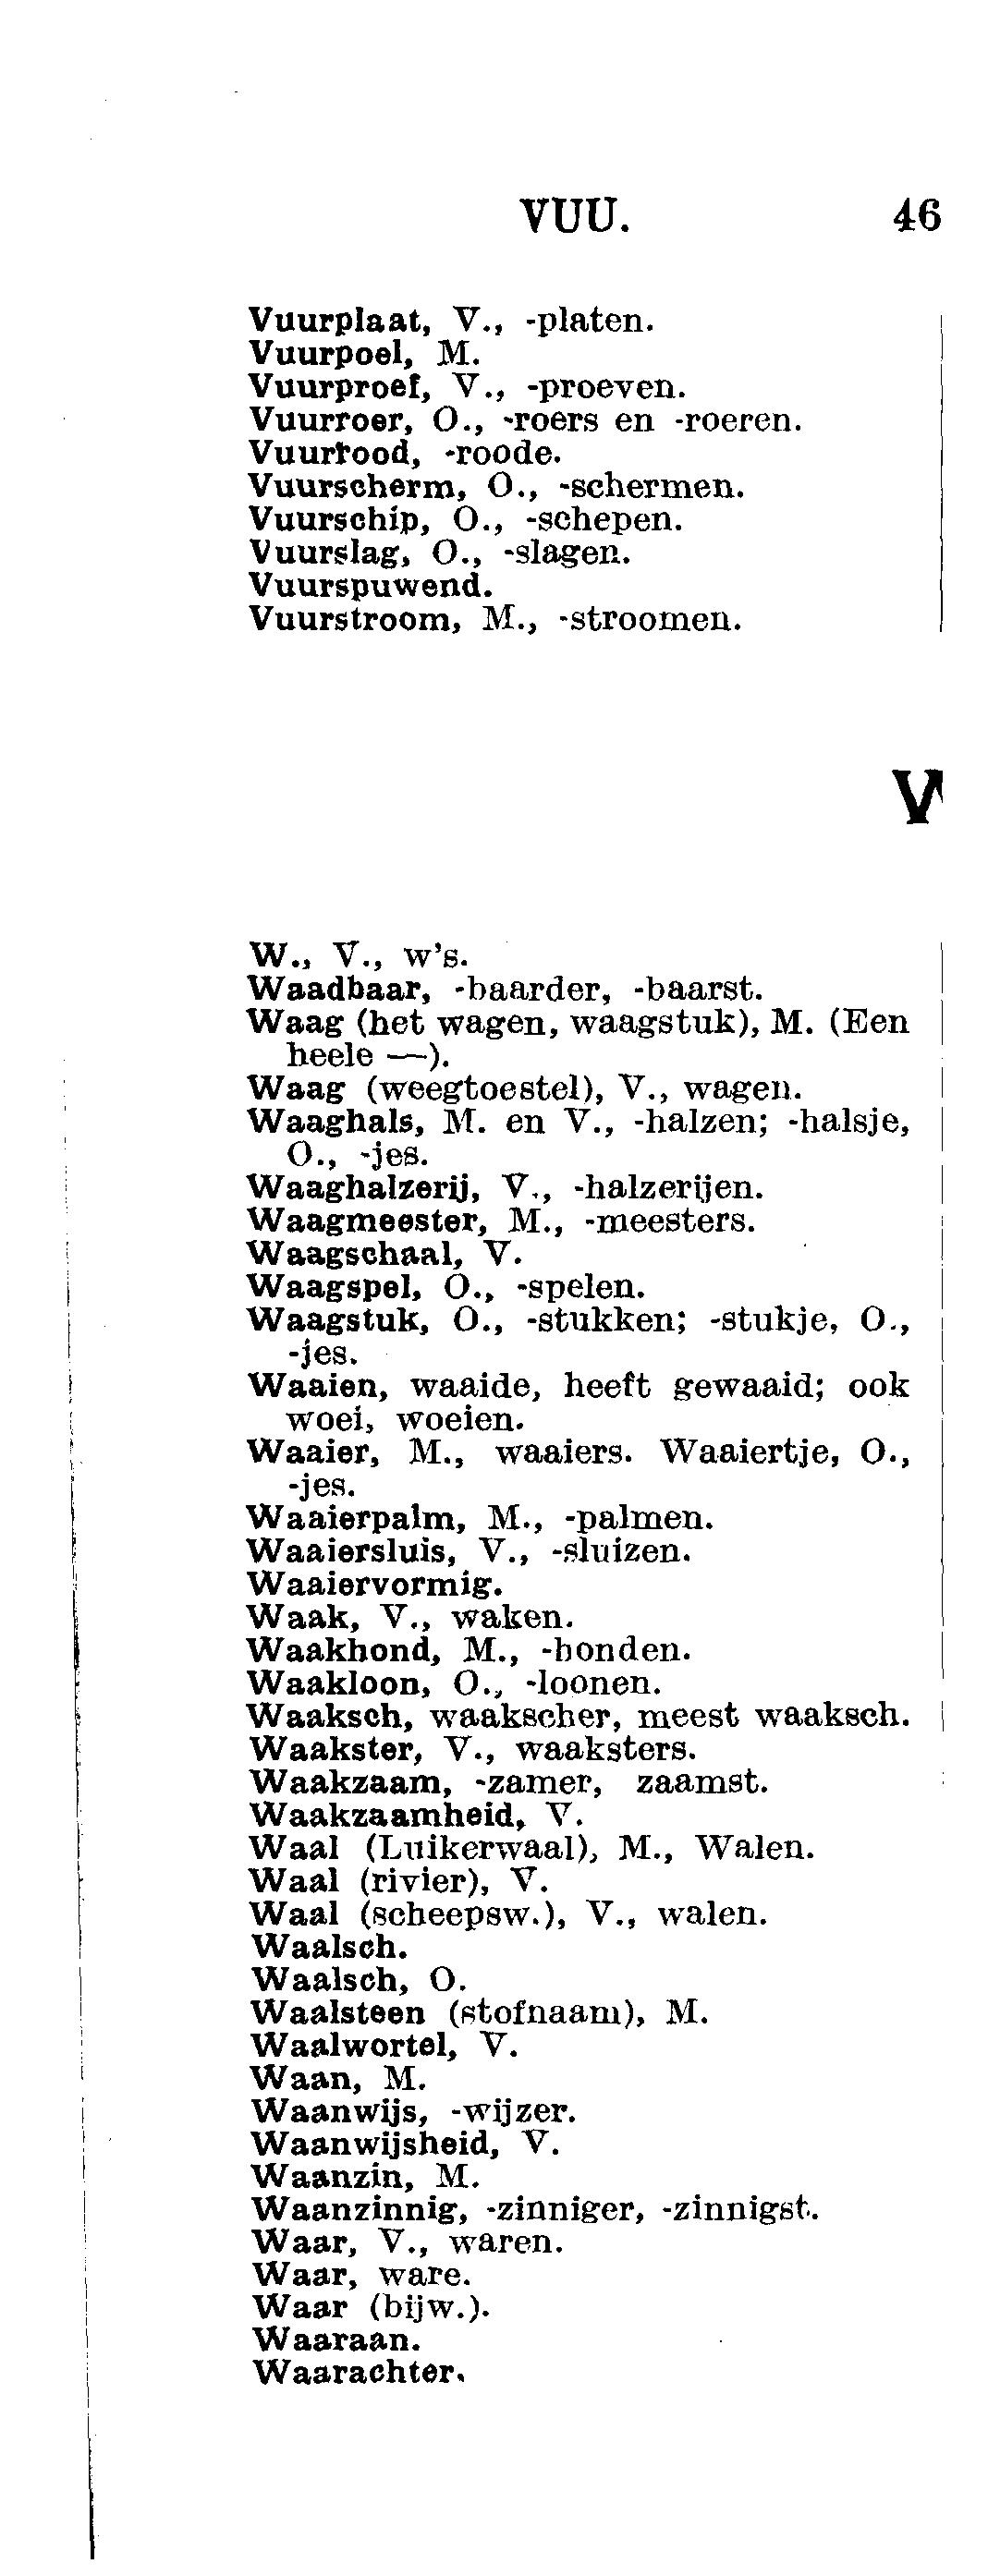 VUU. 46
Vuurplaat, V., -platen.
Vuurpoel, M.
Vuurproef, V., -proeven.
Vuurroer, O., -roers en -roeren.
Vuurrood, -roode.
Vuurscherm, O., -schermen.
Vuurschip, O., -schepen.
Vuurslag, O., -slagen.
Vuurspuwend.
Vuurstroom, M., -stroomen.
W., V., w's.
Waadbaar, -baarder, -baarst.
Waag (het wagen, waagstuk), M. (Een
heele —).
Waag (weegtoestel), V., wagen.
Waaghals, M. en V., -halzen; -halsje,
O., -jes.
Waaghalzerij, V., -halzerijen.
Waagmeester, M., -meesters.
Waagschaal, V.
Waagspel, O., -spelen.
Waagstuk, O., -stukken; -stukje, O.,
-jes.
Waaien, waaide, heeft gewaaid; ook
woei, woeien.
Waaier, M., waaiers. Waaiertje, O.,
-jes.
Waaierpalm, M., -palmen.
Waaiersluis, V., -sluizen.
Waaiervormig.
Waak, V., waken.
Waakhond, M., -honden.
Waakloon, O., -loonen.
Waaksch, waakscher, meest waaksch.
Waakster, V., waaksters.
Waakzaam, -zamer, zaamst.
Waakzaamheid, V.
Waal (Luikerwaal), M., Walen.
Waal (rivier), V.
Waal (scheepsw.), V., walen.
Waalsch.
Waalsch, O.
Waalsteen (stofnaam), M.
Waalwortel, V.
Waan, M.
Waanwijs, -wijzer.
Waanwijsheid, V.
Waanzin, M.
Waanzinnig, -zinniger, -zinnigst.
Waar, V., waren.
Waar, ware.
Waar (bijw.).
Waaraan.
Waarachter.